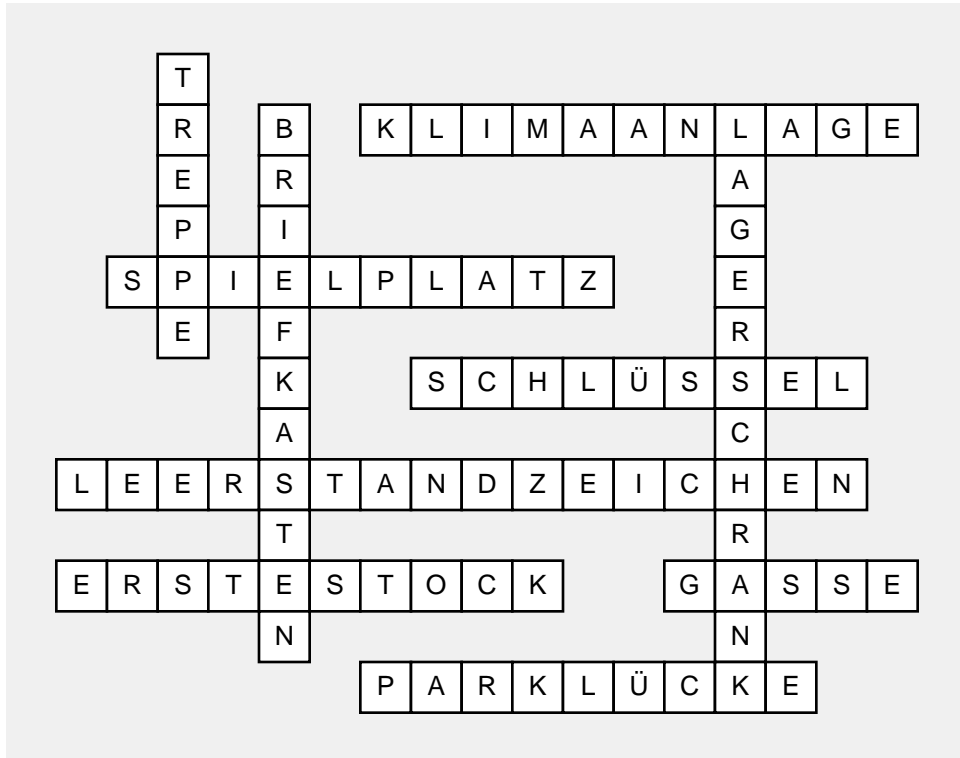 TREPPE
BRIEFKASTEN
KLIMAANLAGE
LAGERSCHRANK
SPIELPLATZ
SCHLÜSSEL
LEERSTANDZEICHEN
ERSTESTOCK
GASSE
PARKLÜCKE